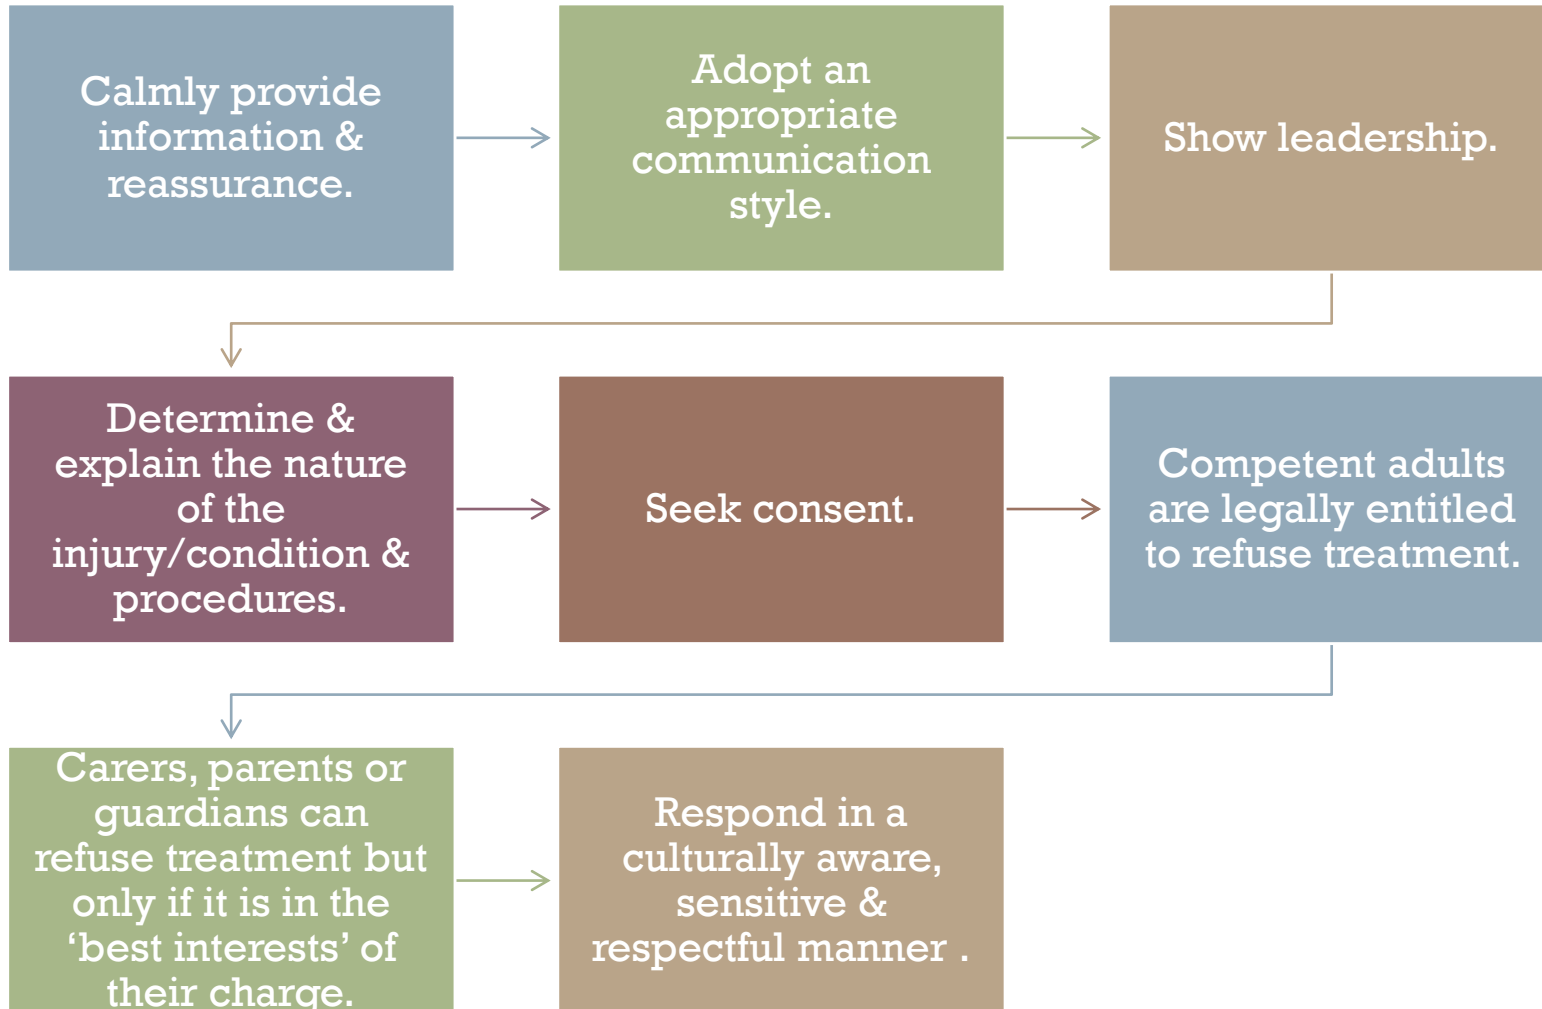 Calmly provide
information &
reassurance.
Adopt an
appropriate
communication
style.
Show leadership.
Determine &
explain the nature
of the
injury/condition &
procedures.
Seek consent.
Competent adults
are legally entitled
to refuse treatment.
Carers, parents or
guardians can
refuse treatment but
only if it is in the
‘best interests’ of
their charge.
Respond in a
culturally aware,
sensitive &
respectful manner .